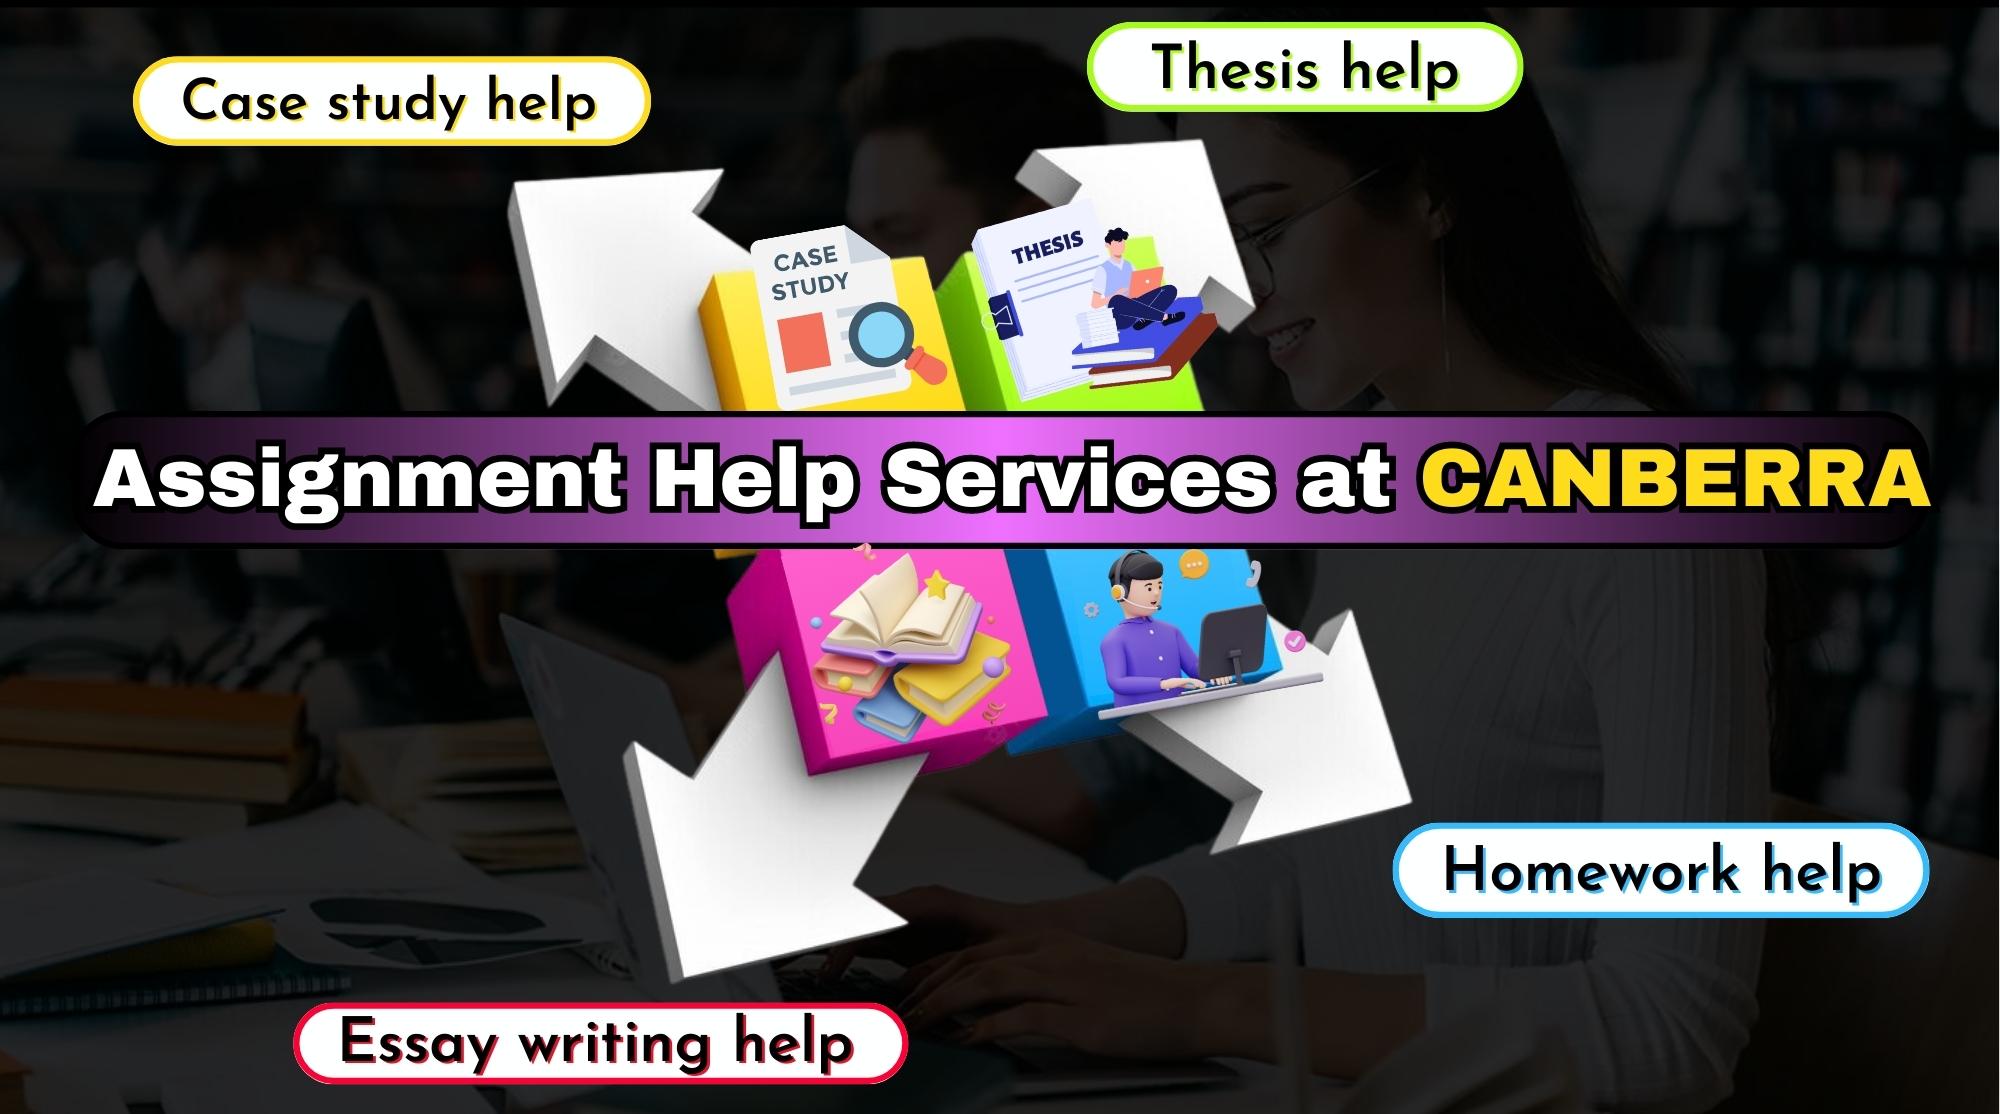 Thesis help
Case study help
CASE
STUDY
THESIS
Assignment Help Services at CANBERRA
Homework help
Essay writing help